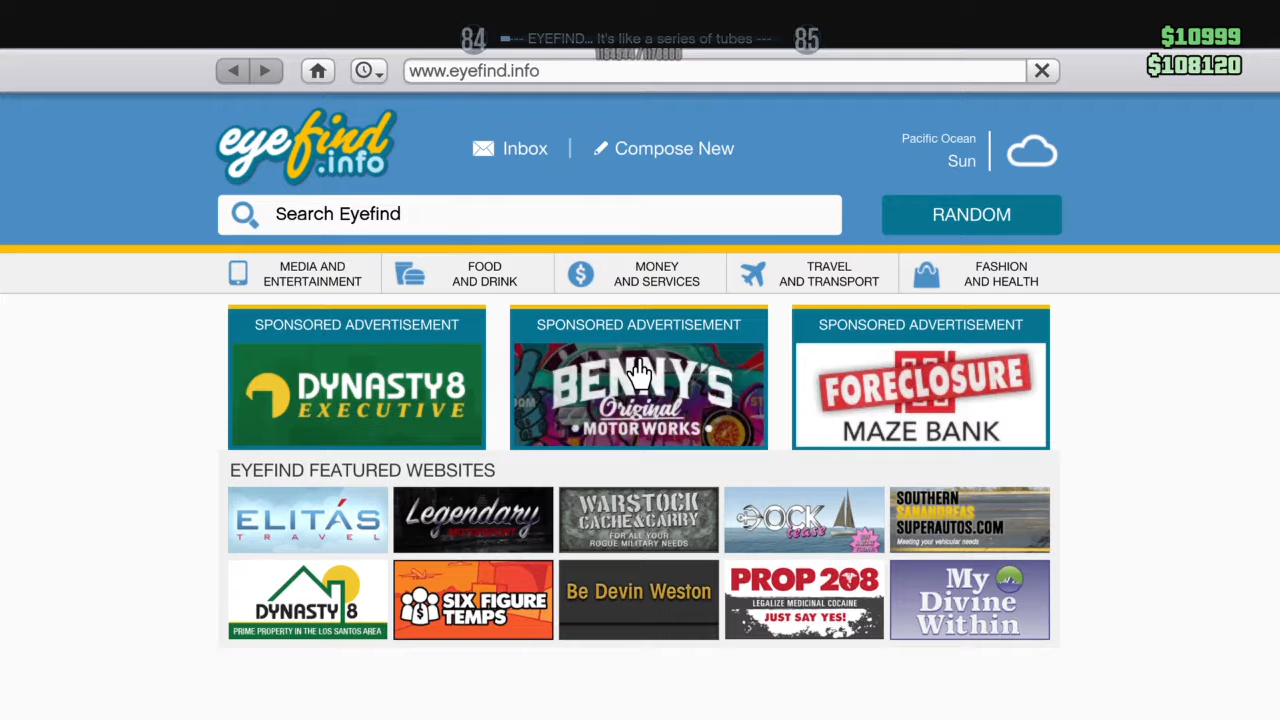 84 --- EYEFIND... It's like a series of tubes --- 85
$10999
$108120
www.eyefind.info
eyefind
.info
Inbox | Compose New
Pacific Ocean
Sun
Search Eyefind
RANDOM
MEDIA AND
ENTERTAINMENT
FOOD
AND DRINK
MONEY
AND SERVICES
TRAVEL
AND TRANSPORT
FASHION
AND HEALTH
SPONSORED ADVERTISEMENT
DYNASTY8
EXECUTIVE
SPONSORED ADVERTISEMENT
BENNY'S
Original
MOTORWORKS
SPONSORED ADVERTISEMENT
FORECLOSURE
MAZE BANK
EYEFIND FEATURED WEBSITES
ELITÁS
TRAVEL
Legendary
MOTORSPORT
WARSTOCK
CACHE&CARRY
FOR ALL YOUR
ROGUE MILITARY NEEDS
DOCK
tease
SOUTHERN
SANANDREAS
SUPERAUTOS.COM
Meeting your vehicular needs
DYNASTY 8
PRIME PROPERTY IN THE LOS SANTOS AREA
SIX FIGURE
TEMPS
Be Devin Weston
PROP 208
LEGALIZE MEDICINAL COCAINE
JUST SAY YES!
My
Divine
Within